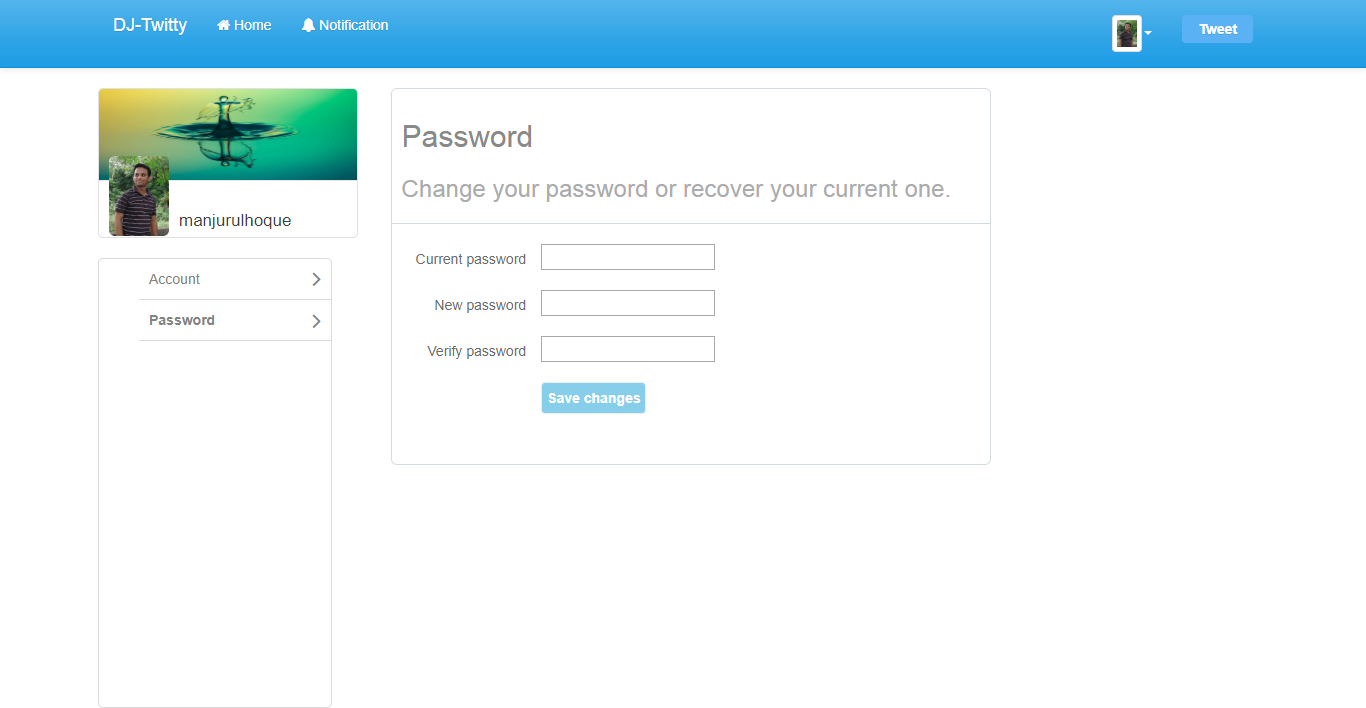 DJ-Twitty Home Notification Tweet
manjurulhoque
Account
Password
Password
Change your password or recover your current one.
Current password
New password
Verify password
Save changes